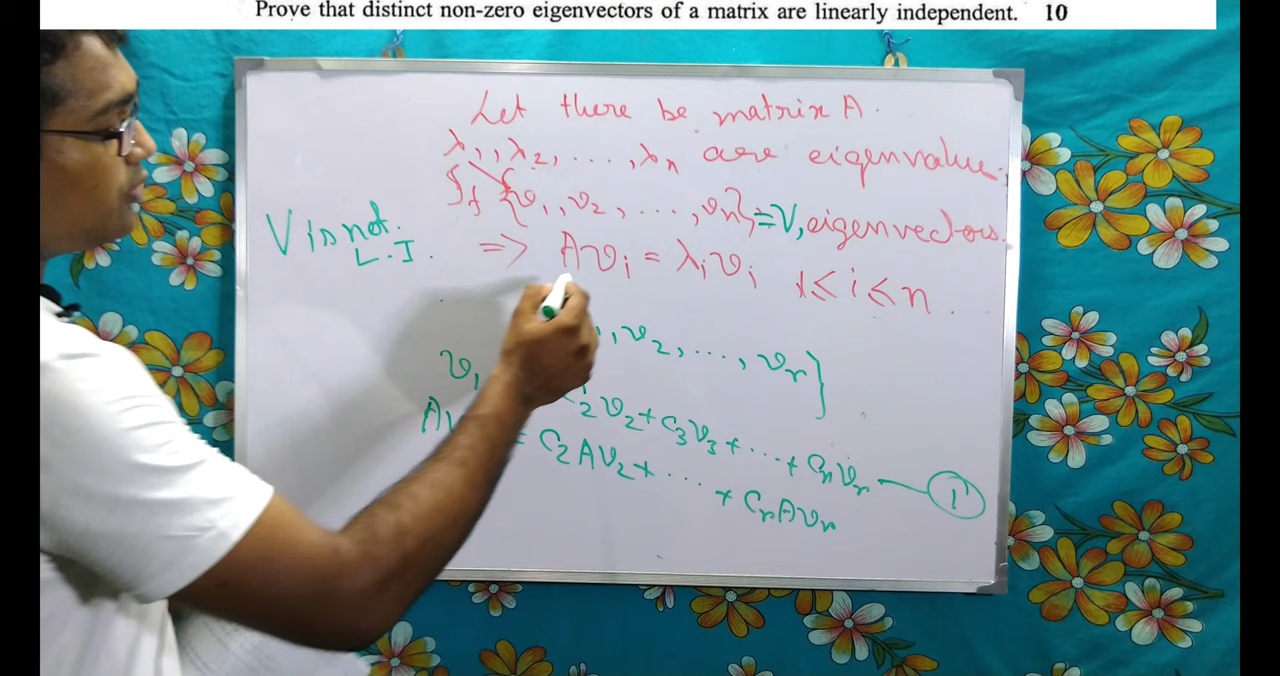 Prove that distinct non-zero eigenvectors of a matrix are linearly independent. 10
Let there be matrix A.
λ₁, λ₂, ..., λₙ are eigenvalue.
{v₁, v₂, ..., vₙ} = V, eigenvectors.
V is not L.I.
=> Avᵢ = λᵢvᵢ 1 ≤ i ≤ n.
, v₂, ..., vᵣ}
v₁ ₂v₂ + c₃v₃ + ... + cᵣvᵣ — 1
A = c₂Av₂ + ... + cᵣAvᵣ